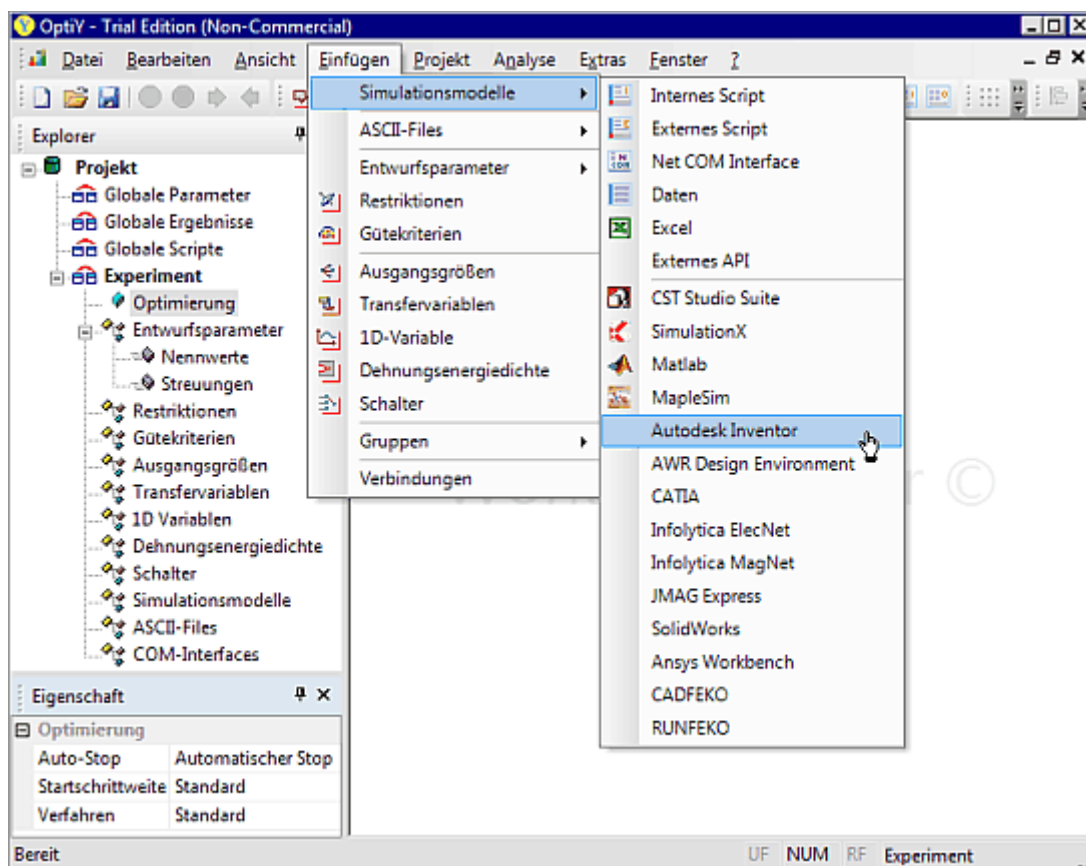 OptiY - Trial Edition (Non-Commercial)
Datei Bearbeiten Ansicht Einfügen Projekt Analyse Extras Fenster ?
Explorer
Projekt
Globale Parameter
Globale Ergebnisse
Globale Scripte
Experiment
Optimierung
Entwurfsparameter
Nennwerte
Streuungen
Restriktionen
Gütekriterien
Ausgangsgrößen
Transfervariablen
1D Variablen
Dehnungsenergiedichte
Schalter
Simulationsmodelle
ASCII-Files
COM-Interfaces
Eigenschaft
Optimierung
Auto-Stop Automatischer Stop
Startschrittweite Standard
Verfahren Standard
Simulationsmodelle
ASCII-Files
Entwurfsparameter
Restriktionen
Gütekriterien
Ausgangsgrößen
Transfervariablen
1D-Variable
Dehnungsenergiedichte
Schalter
Gruppen
Verbindungen
Internes Script
Externes Script
Net COM Interface
Daten
Excel
Externes API
CST Studio Suite
SimulationX
Matlab
MapleSim
Autodesk Inventor
AWR Design Environment
CATIA
Infolytica ElecNet
Infolytica MagNet
JMAG Express
SolidWorks
Ansys Workbench
CADFEKO
RUNFEKO
©
Bereit UF NUM RF Experiment